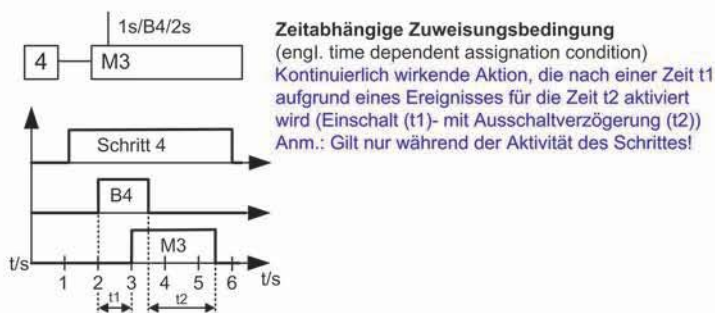 1s/B4/2s
4
M3
Zeitabhängige Zuweisungsbedingung
(engl. time dependent assignation condition)
Kontinuierlich wirkende Aktion, die nach einer Zeit t1
aufgrund eines Ereignisses für die Zeit t2 aktiviert
wird (Einschalt (t1)- mit Ausschaltverzögerung (t2))
Anm.: Gilt nur während der Aktivität des Schrittes!
Schritt 4
B4
M3
t/s
1 2 3 4 5 6
t/s
t1
t2